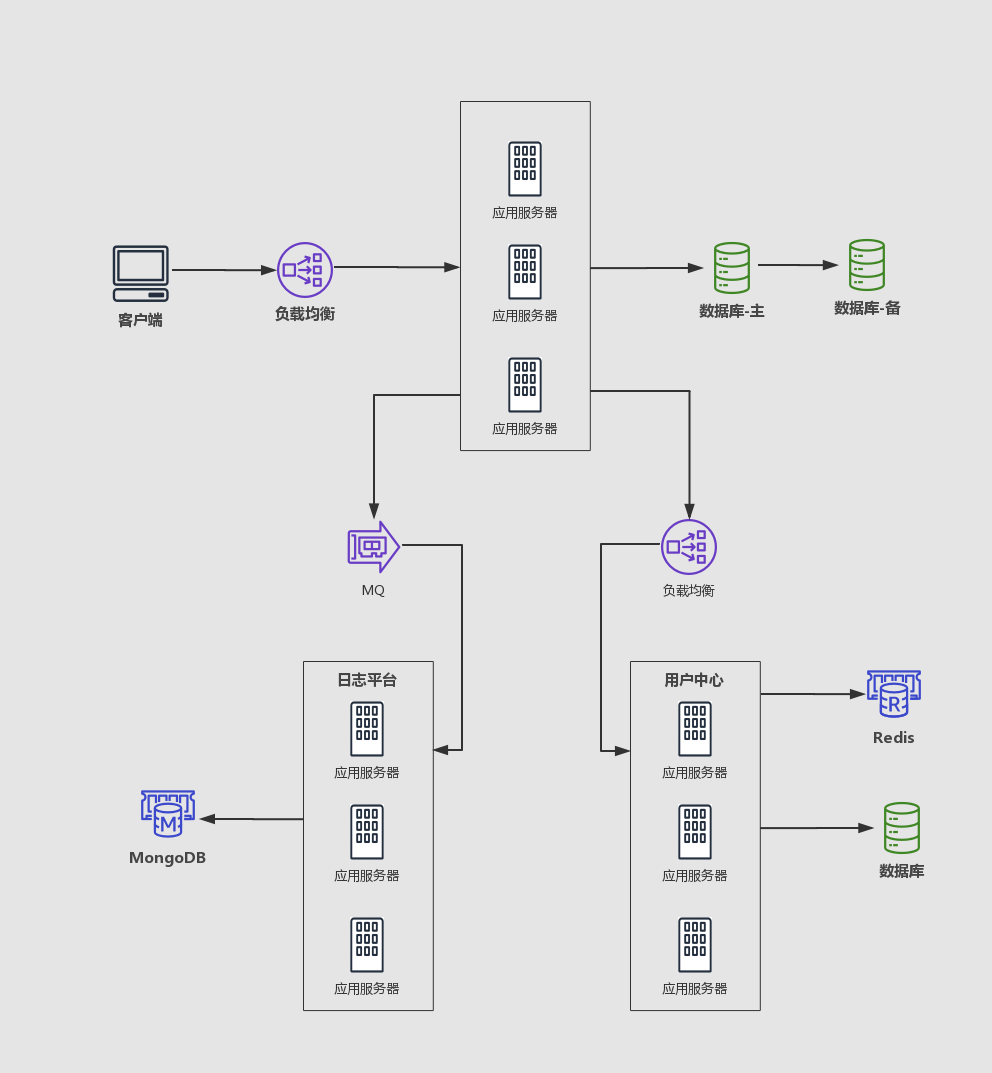 应用服务器
应用服务器
应用服务器
客户端
负载均衡
数据库-主
数据库-备
MQ
负载均衡
日志平台
应用服务器
应用服务器
应用服务器
MongoDB
M
用户中心
应用服务器
应用服务器
应用服务器
R
Redis
数据库